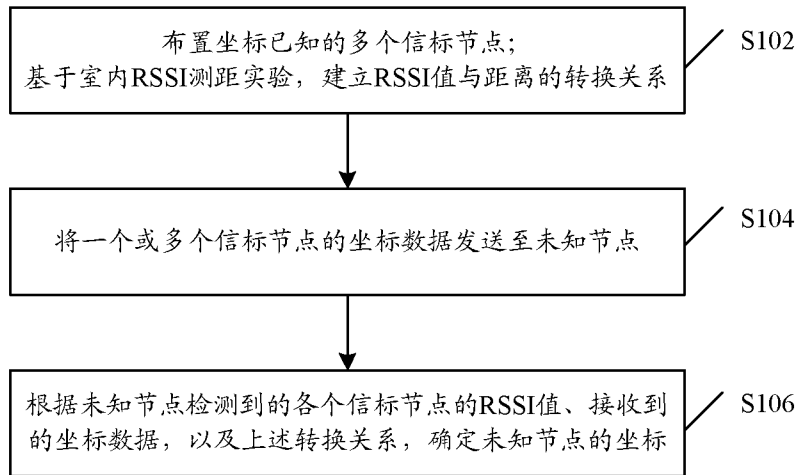 布置坐标已知的多个信标节点；
基于室内RSSI测距实验，建立RSSI值与距离的转换关系
S102
将一个或多个信标节点的坐标数据发送至未知节点
S104
根据未知节点检测到的各个信标节点的RSSI值、接收到
的坐标数据，以及上述转换关系，确定未知节点的坐标
S106